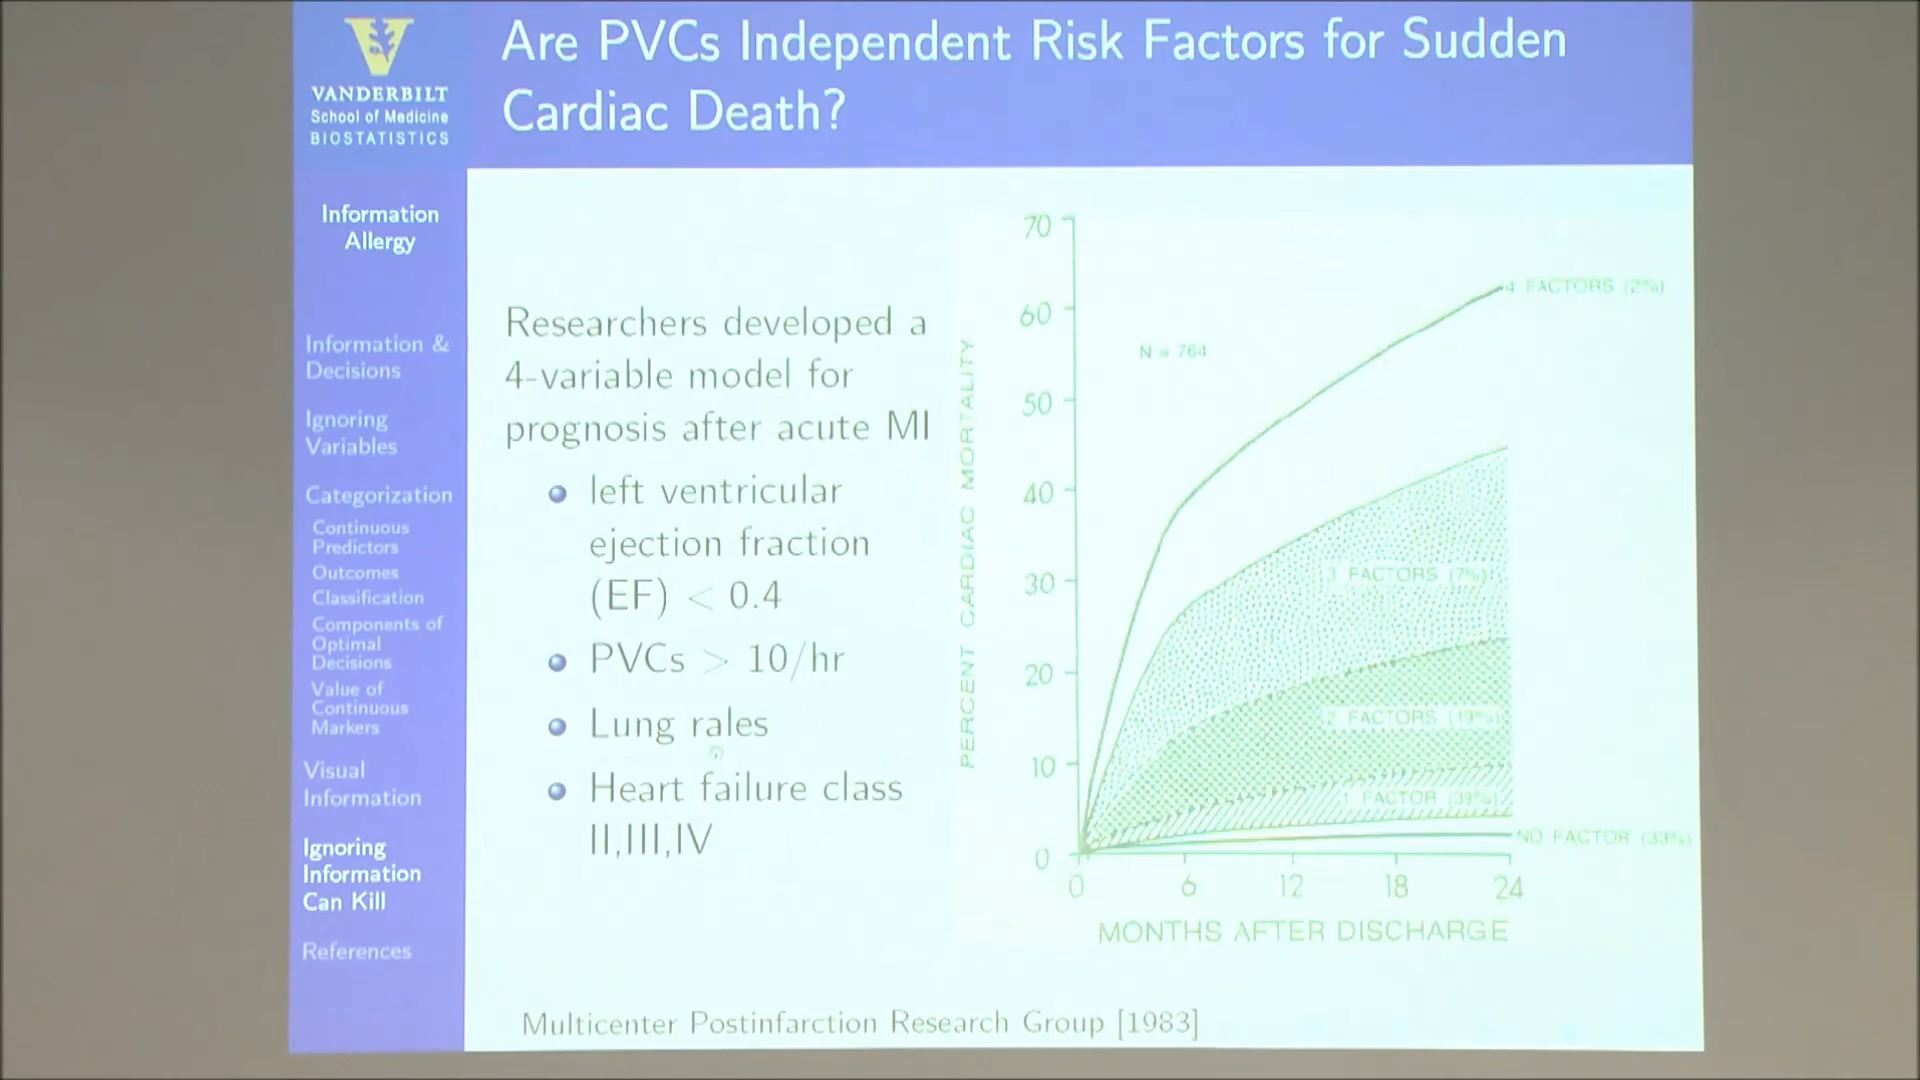 Are PVCs Independent Risk Factors for Sudden
Cardiac Death?
VANDERBILT
School of Medicine
BIOSTATISTICS
Information
Allergy
Information &
Decisions
Ignoring
Variables
Categorization
Continuous
Predictors
Outcomes
Classification
Components of
Optimal
Decisions
Value of
Continuous
Markers
Visual
Information
Ignoring
Information
Can Kill
References
Researchers developed a
4-variable model for
prognosis after acute MI
left ventricular
ejection fraction
(EF) < 0.4
PVCs > 10/hr
Lung rales
Heart failure class
II,III,IV
PERCENT CARDIAC MORTALITY
70
60
50
40
30
20
10
0
N = 764
4 FACTORS (2%)
3 FACTORS (7%)
2 FACTORS (19%)
1 FACTOR (39%)
NO FACTOR (33%)
0 6 12 18 24
MONTHS AFTER DISCHARGE
Multicenter Postinfarction Research Group [1983]